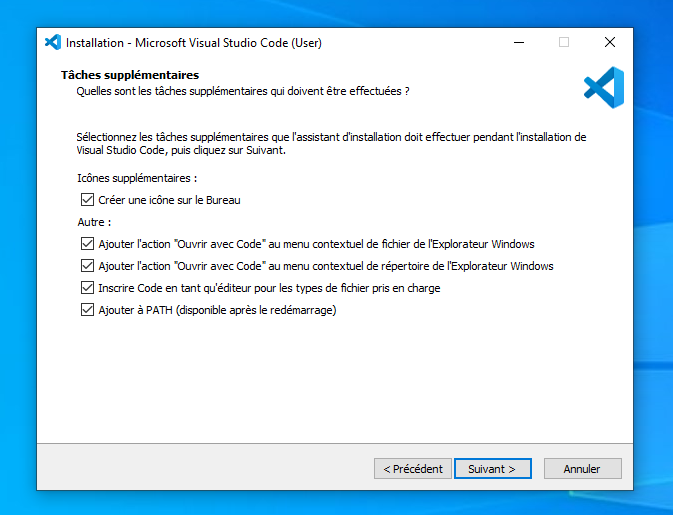 Installation - Microsoft Visual Studio Code (User)
Tâches supplémentaires
Quelles sont les tâches supplémentaires qui doivent être effectuées ?
Sélectionnez les tâches supplémentaires que l'assistant d'installation doit effectuer pendant l'installation de
Visual Studio Code, puis cliquez sur Suivant.
Icônes supplémentaires :
Créer une icône sur le Bureau
Autre :
Ajouter l'action "Ouvrir avec Code" au menu contextuel de fichier de l'Explorateur Windows
Ajouter l'action "Ouvrir avec Code" au menu contextuel de répertoire de l'Explorateur Windows
Inscrire Code en tant qu'éditeur pour les types de fichier pris en charge
Ajouter à PATH (disponible après le redémarrage)
< Précédent Suivant > Annuler